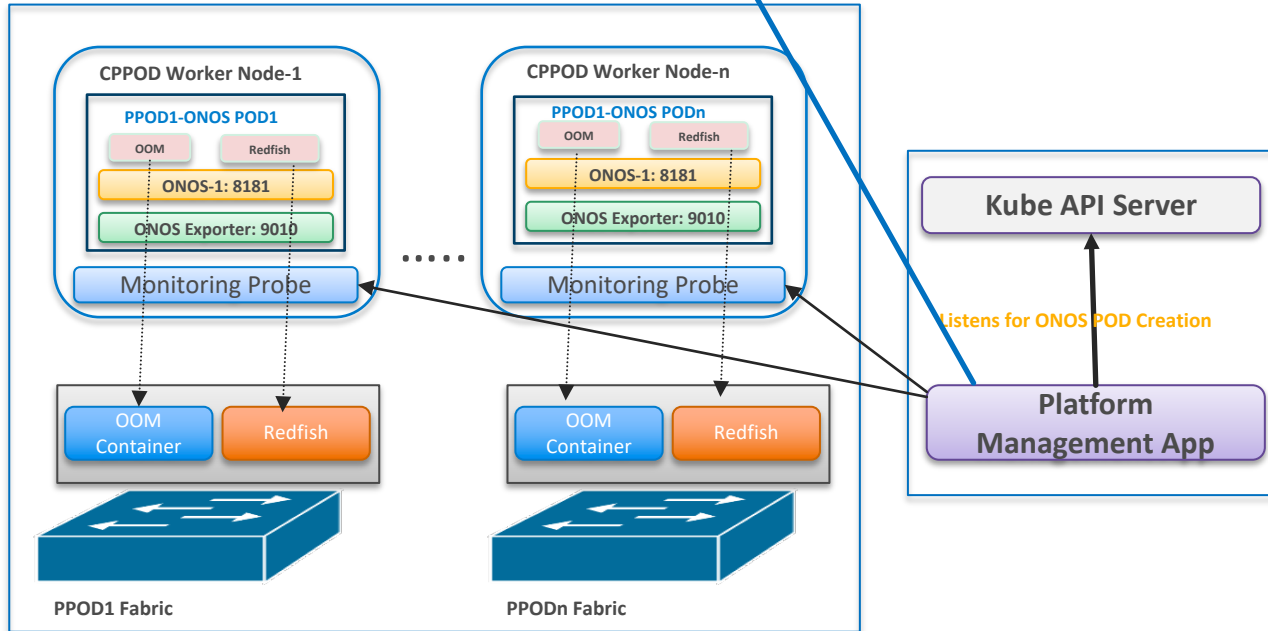 CPPOD Worker Node-1
PPOD1-ONOS POD1
OOM
Redfish
ONOS-1: 8181
ONOS Exporter: 9010
Monitoring Probe
.....
CPPOD Worker Node-n
PPOD1-ONOS PODn
OOM
Redfish
ONOS-1: 8181
ONOS Exporter: 9010
Monitoring Probe
OOM
Container
Redfish
PPOD1 Fabric
OOM
Container
Redfish
PPODn Fabric
Kube API Server
Listens for ONOS POD Creation
Platform
Management App